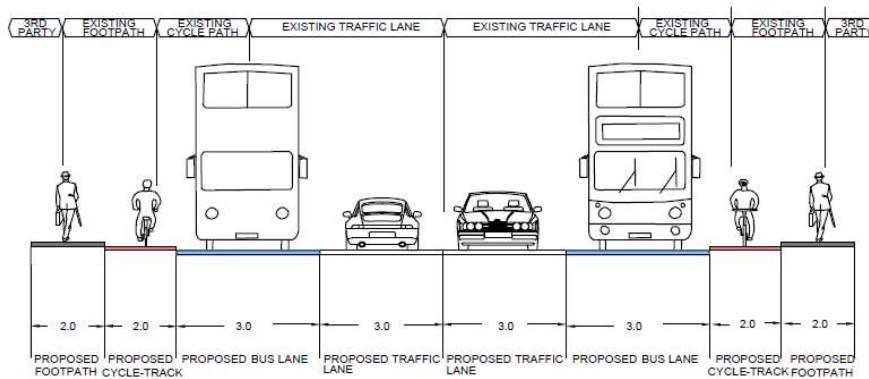 3RD PARTY
EXISTING FOOTPATH
EXISTING CYCLE PATH
EXISTING TRAFFIC LANE
EXISTING TRAFFIC LANE
EXISTING CYCLE PATH
EXISTING FOOTPATH
3RD PARTY
2.0
2.0
3.0
3.0
3.0
3.0
2.0
2.0
PROPOSED FOOTPATH
PROPOSED CYCLE-TRACK
PROPOSED BUS LANE
PROPOSED TRAFFIC LANE
PROPOSED TRAFFIC LANE
PROPOSED BUS LANE
PROPOSED CYCLE-TRACK
PROPOSED FOOTPATH